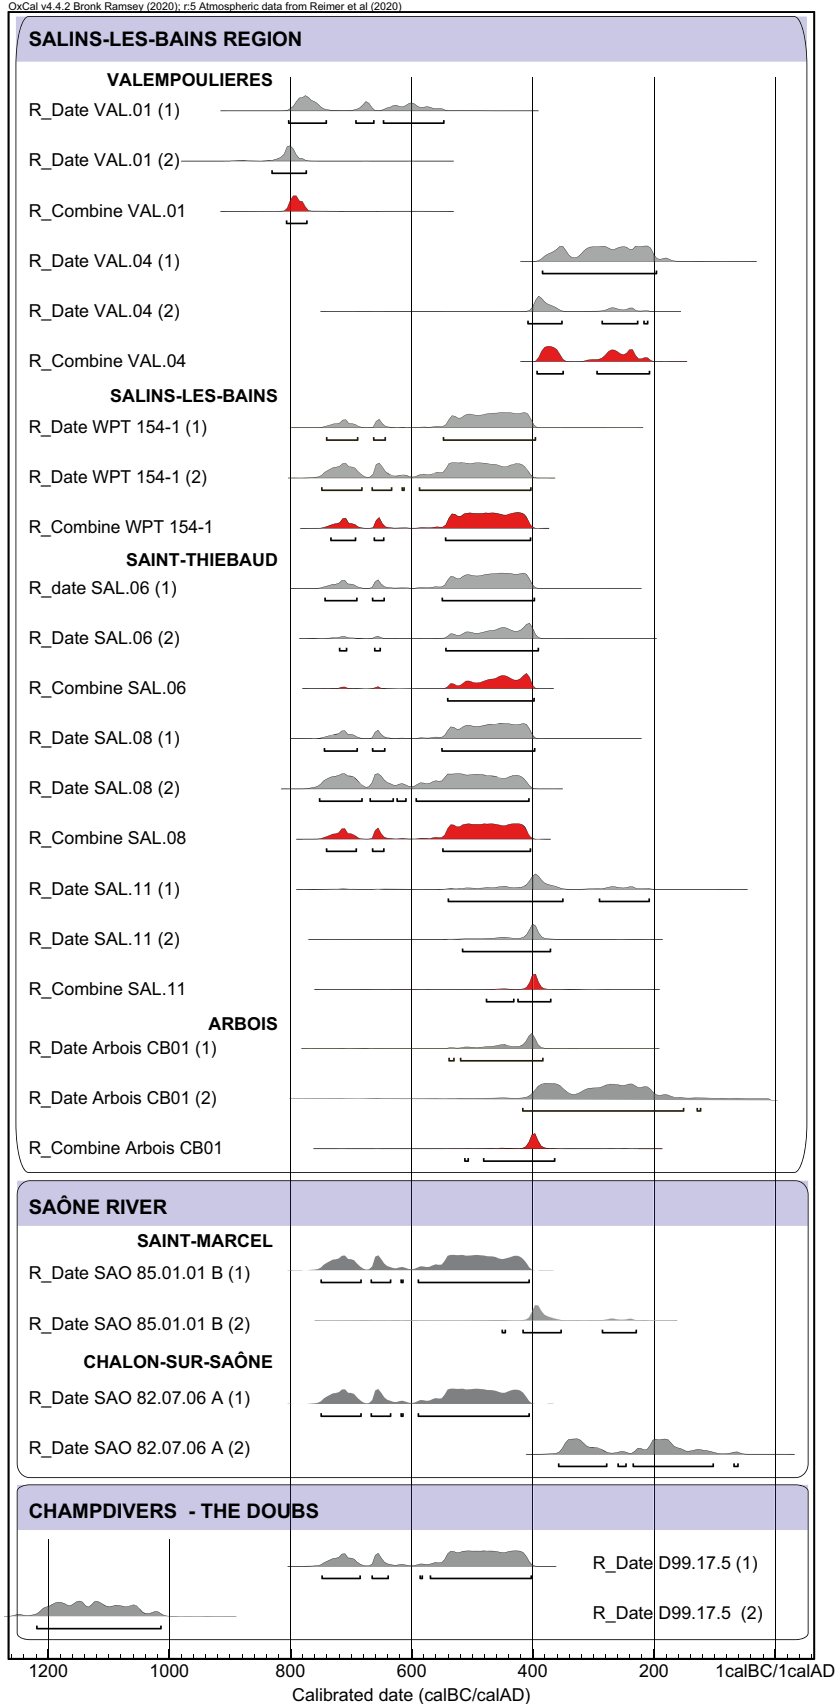 OxCal v4.4.2 Bronk Ramsey (2020); r:5 Atmospheric data from Reimer et al (2020)
SALINS-LES-BAINS REGION
VALEMPOULIERES
R_Date VAL.01 (1)
R_Date VAL.01 (2)
R_Combine VAL.01
R_Date VAL.04 (1)
R_Date VAL.04 (2)
R_Combine VAL.04
SALINS-LES-BAINS
R_Date WPT 154-1 (1)
R_Date WPT 154-1 (2)
R_Combine WPT 154-1
SAINT-THIEBAUD
R_date SAL.06 (1)
R_Date SAL.06 (2)
R_Combine SAL.06
R_Date SAL.08 (1)
R_Date SAL.08 (2)
R_Combine SAL.08
R_Date SAL.11 (1)
R_Date SAL.11 (2)
R_Combine SAL.11
ARBOIS
R_Date Arbois CB01 (1)
R_Date Arbois CB01 (2)
R_Combine Arbois CB01
SAÔNE RIVER
SAINT-MARCEL
R_Date SAO 85.01.01 B (1)
R_Date SAO 85.01.01 B (2)
CHALON-SUR-SAÔNE
R_Date SAO 82.07.06 A (1)
R_Date SAO 82.07.06 A (2)
CHAMPDIVERS - THE DOUBS
R_Date D99.17.5 (1)
R_Date D99.17.5 (2)
1200 1000 800 600 400 200 1calBC/1calAD
Calibrated date (calBC/calAD)